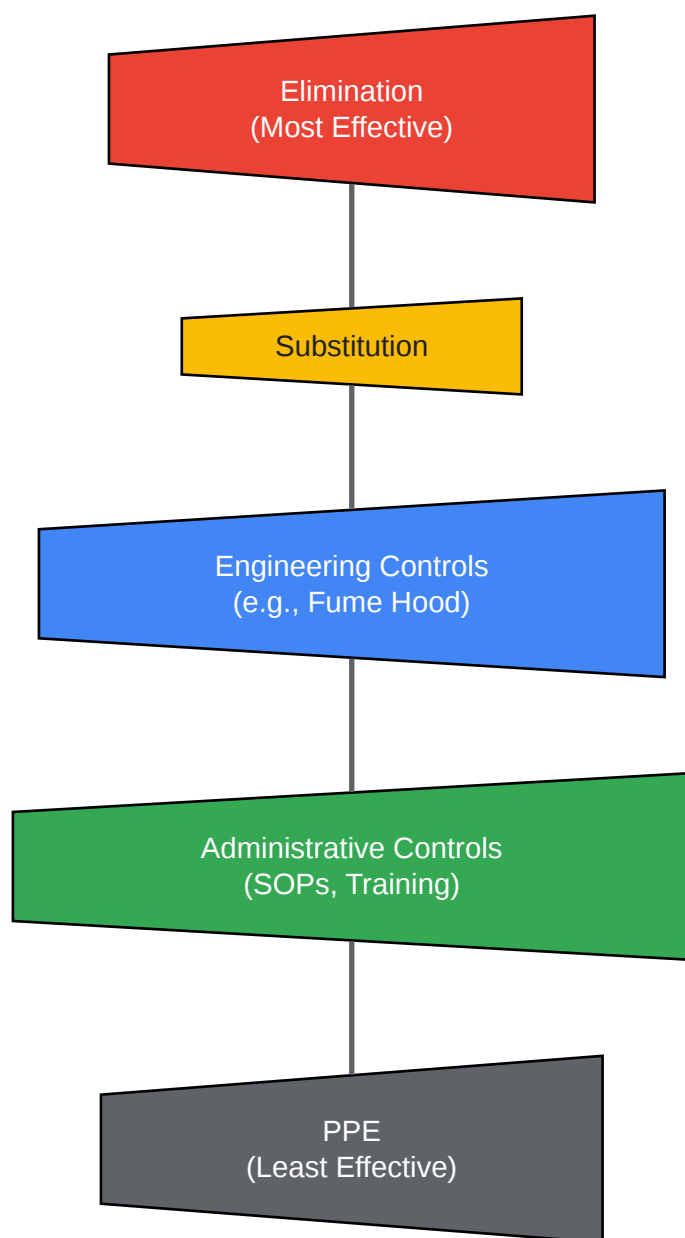 Elimination
(Most Effective)
Substitution
Engineering Controls
(e.g., Fume Hood)
Administrative Controls
(SOPs, Training)
PPE
(Least Effective)